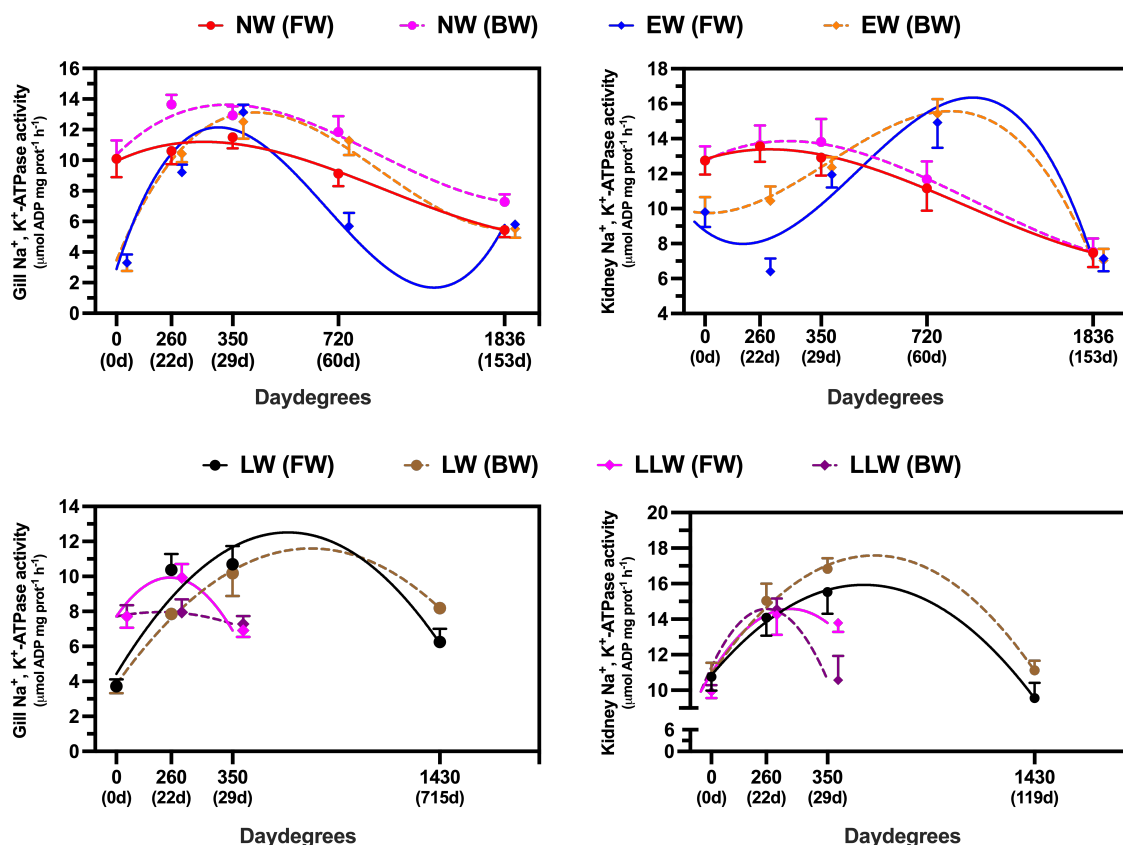 NW (FW) NW (BW) EW (FW) EW (BW)
Gill Na⁺, K⁺-ATPase activity
(μmol ADP mg prot⁻¹ h⁻¹)
16
14
12
10
8
6
4
2
0
0 260 350 720 1836
(0d) (22d) (29d) (60d) (153d)
Daydegrees
Kidney Na⁺, K⁺-ATPase activity
(μmol ADP mg prot⁻¹ h⁻¹)
18
16
14
12
10
8
6
4
0 260 350 720 1836
(0d) (22d) (29d) (60d) (153d)
Daydegrees
LW (FW) LW (BW) LLW (FW) LLW (BW)
Gill Na⁺, K⁺-ATPase activity
(μmol ADP mg prot⁻¹ h⁻¹)
14
12
10
8
6
4
2
0
0 260 350 1430
(0d) (22d) (29d) (715d)
Daydegrees
Kidney Na⁺, K⁺-ATPase activity
(μmol ADP mg prot⁻¹ h⁻¹)
20
18
16
14
12
10
6
0
0 260 350 1430
(0d) (22d) (29d) (119d)
Daydegrees